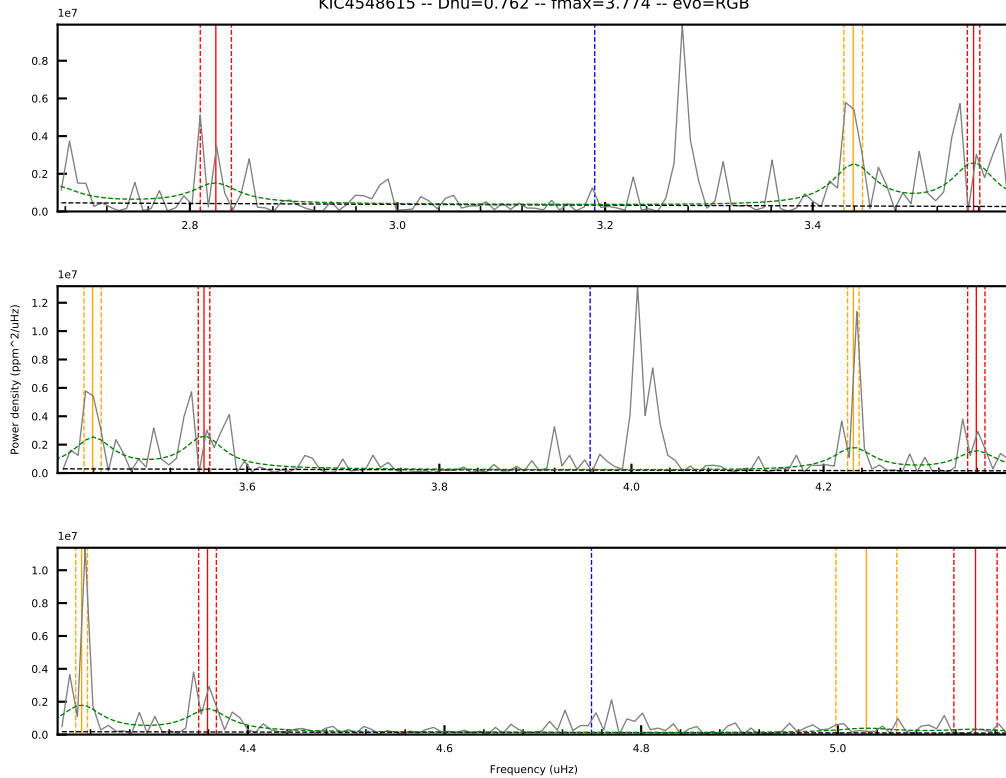 KIC4548615 -- Dnu=0.762 -- fmax=3.774 -- evo=RGB
1e7
0.8
0.6
0.4
0.2
0.0
2.8 3.0 3.2 3.4
1e7
1.2
1.0
0.8
0.6
0.4
0.2
0.0
3.6 3.8 4.0 4.2
Power density (ppm^2/uHz)
1e7
1.0
0.8
0.6
0.4
0.2
0.0
4.4 4.6 4.8 5.0
Frequency (uHz)